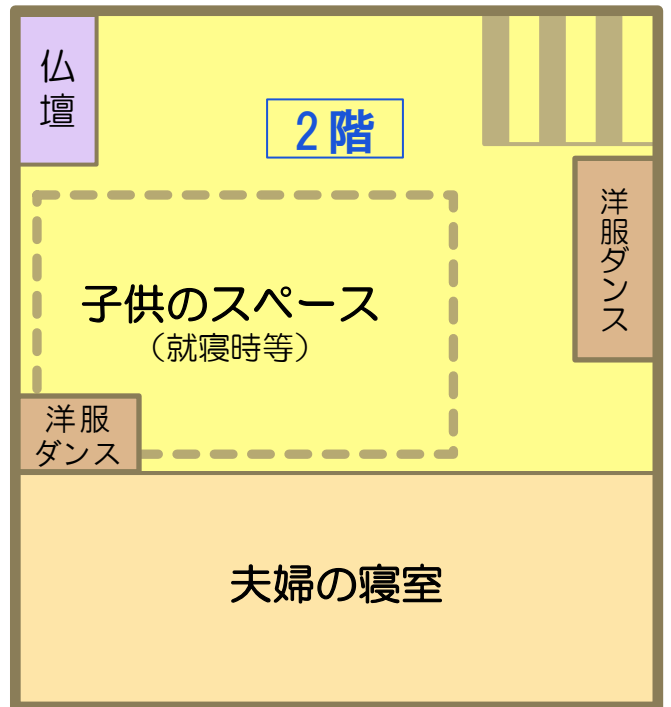 仏壇
2階
洋服ダンス
子供のスペース
（就寝時等）
洋服
ダンス
夫婦の寝室